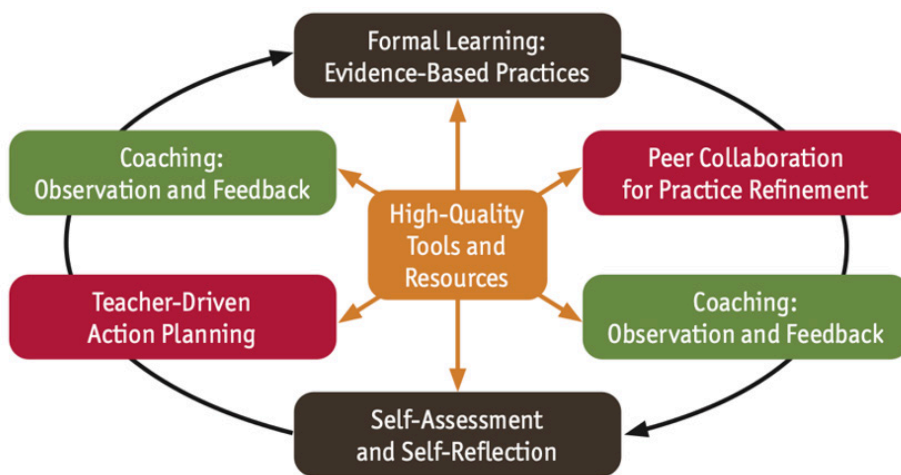 Formal Learning:
Evidence-Based Practices
Coaching:
Observation and Feedback
Peer Collaboration
for Practice Refinement
High-Quality
Tools and
Resources
Teacher-Driven
Action Planning
Coaching:
Observation and Feedback
Self-Assessment
and Self-Reflection